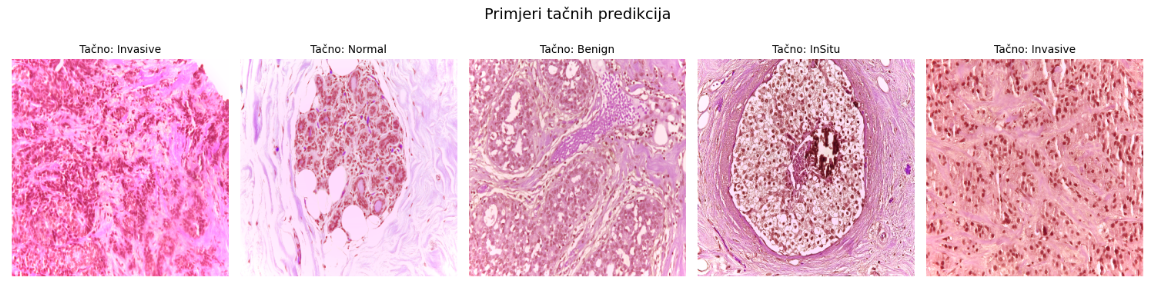 Primjeri tačnih predikcija
Tačno: Invasive
Tačno: Normal
Tačno: Benign
Tačno: InSitu
Tačno: Invasive